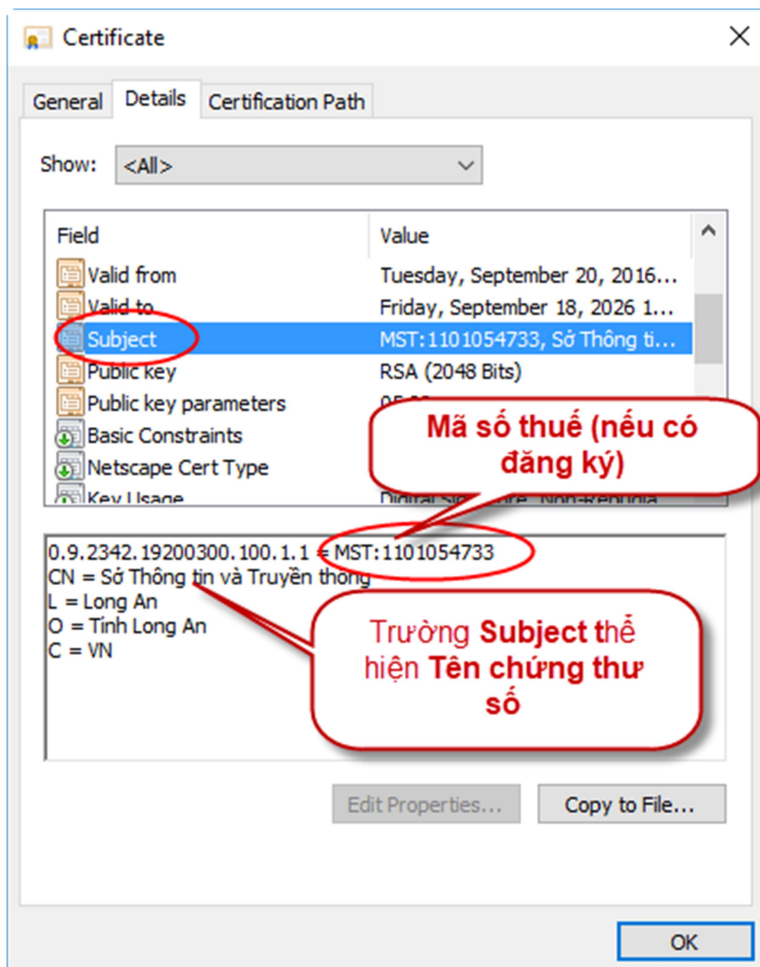 Certificate
General Details Certification Path
Show: <All>
Field Value
Valid from Tuesday, September 20, 2016...
Valid to Friday, September 18, 2026 1...
Subject MST:1101054733, Sở Thông ti...
Public key RSA (2048 Bits)
Public key parameters
Basic Constraints
Netscape Cert Type
Key Usage Digital Signature, Non-Repudia
Mã số thuế (nếu có
đăng ký)
0.9.2342.19200300.100.1.1 = MST:1101054733
CN = Sở Thông tin và Truyền thông
L = Long An
O = Tỉnh Long An
C = VN
Trường Subject thể
hiện Tên chứng thư
số
Edit Properties... Copy to File...
OK